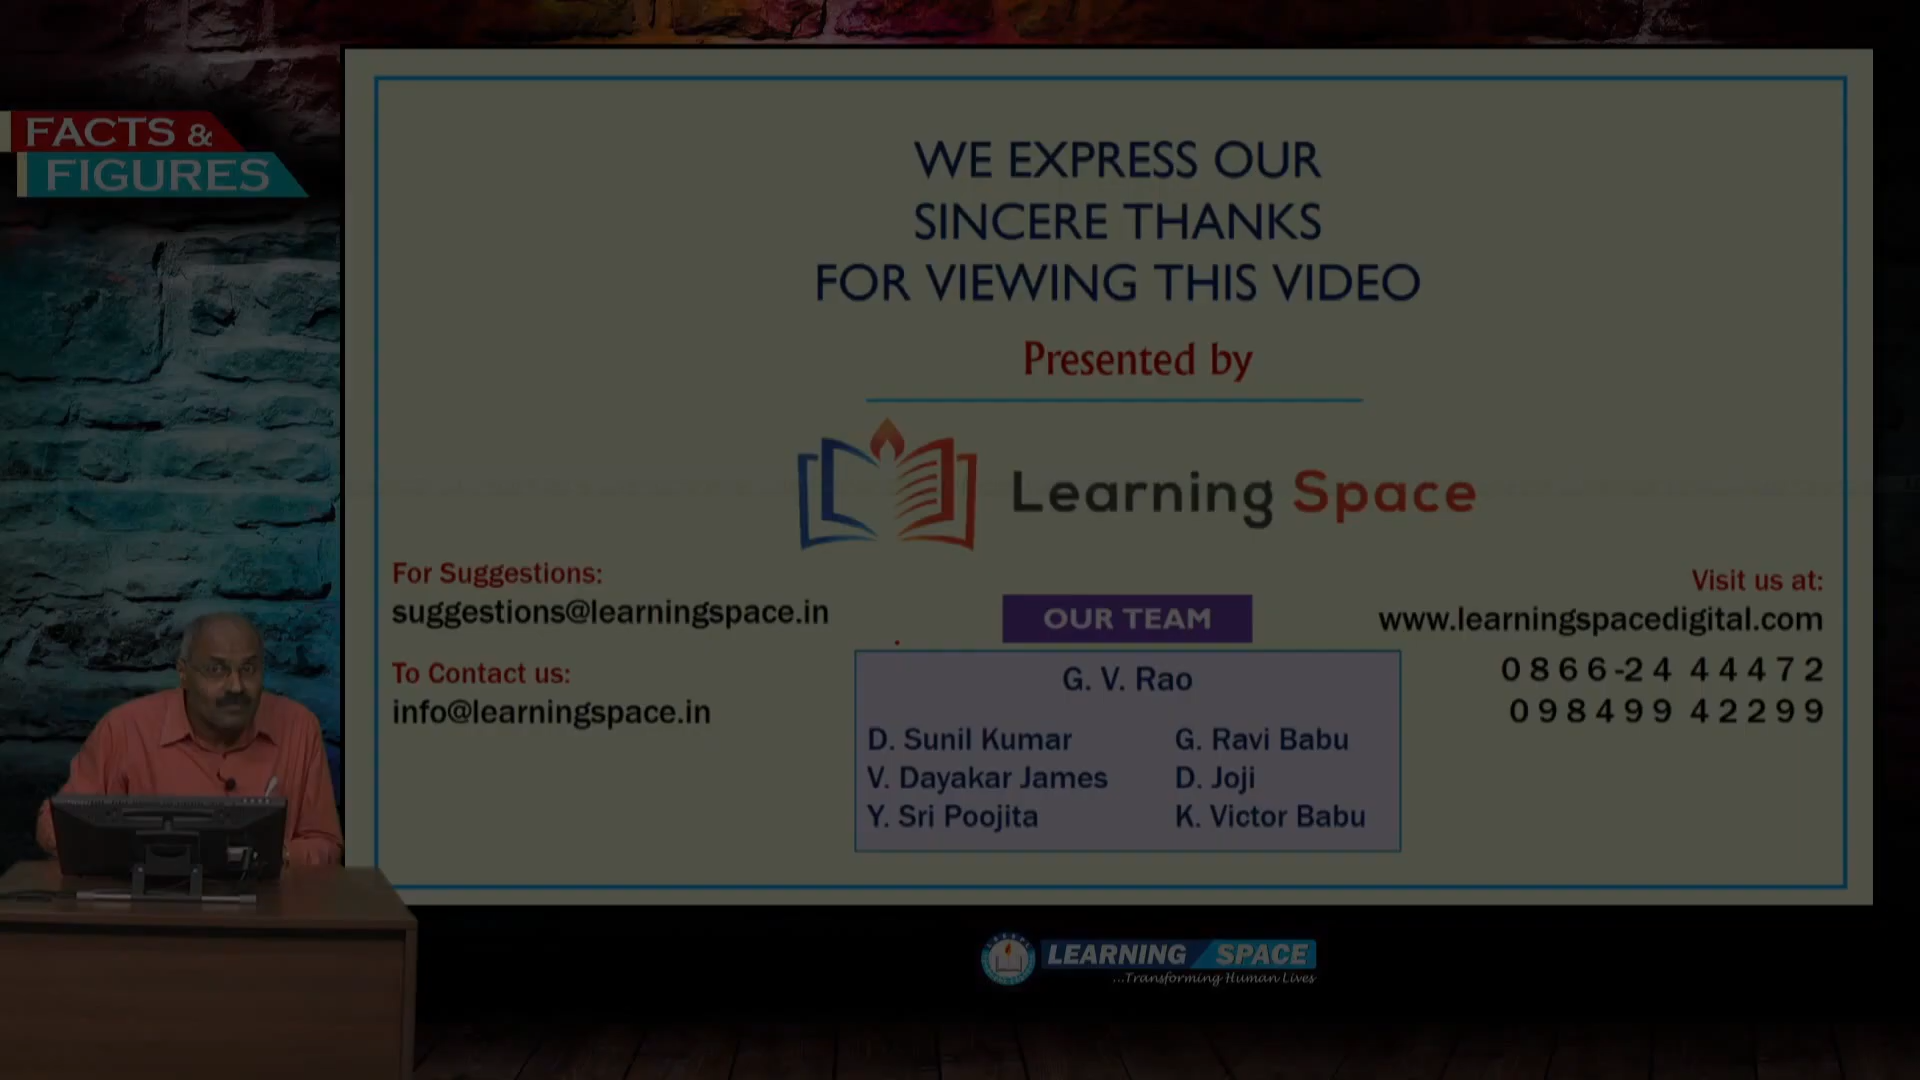 FACTS &
FIGURES
WE EXPRESS OUR
SINCERE THANKS
FOR VIEWING THIS VIDEO
Presented by
Learning Space
For Suggestions:
suggestions@learningspace.in
To Contact us:
info@learningspace.in
OUR TEAM
G. V. Rao
D. Sunil Kumar
V. Dayakar James
Y. Sri Poojita
G. Ravi Babu
D. Joji
K. Victor Babu
Visit us at:
www.learningspacedigital.com
0866-24 44472
098499 42299
LEARNING SPACE
...Transforming Human Lives